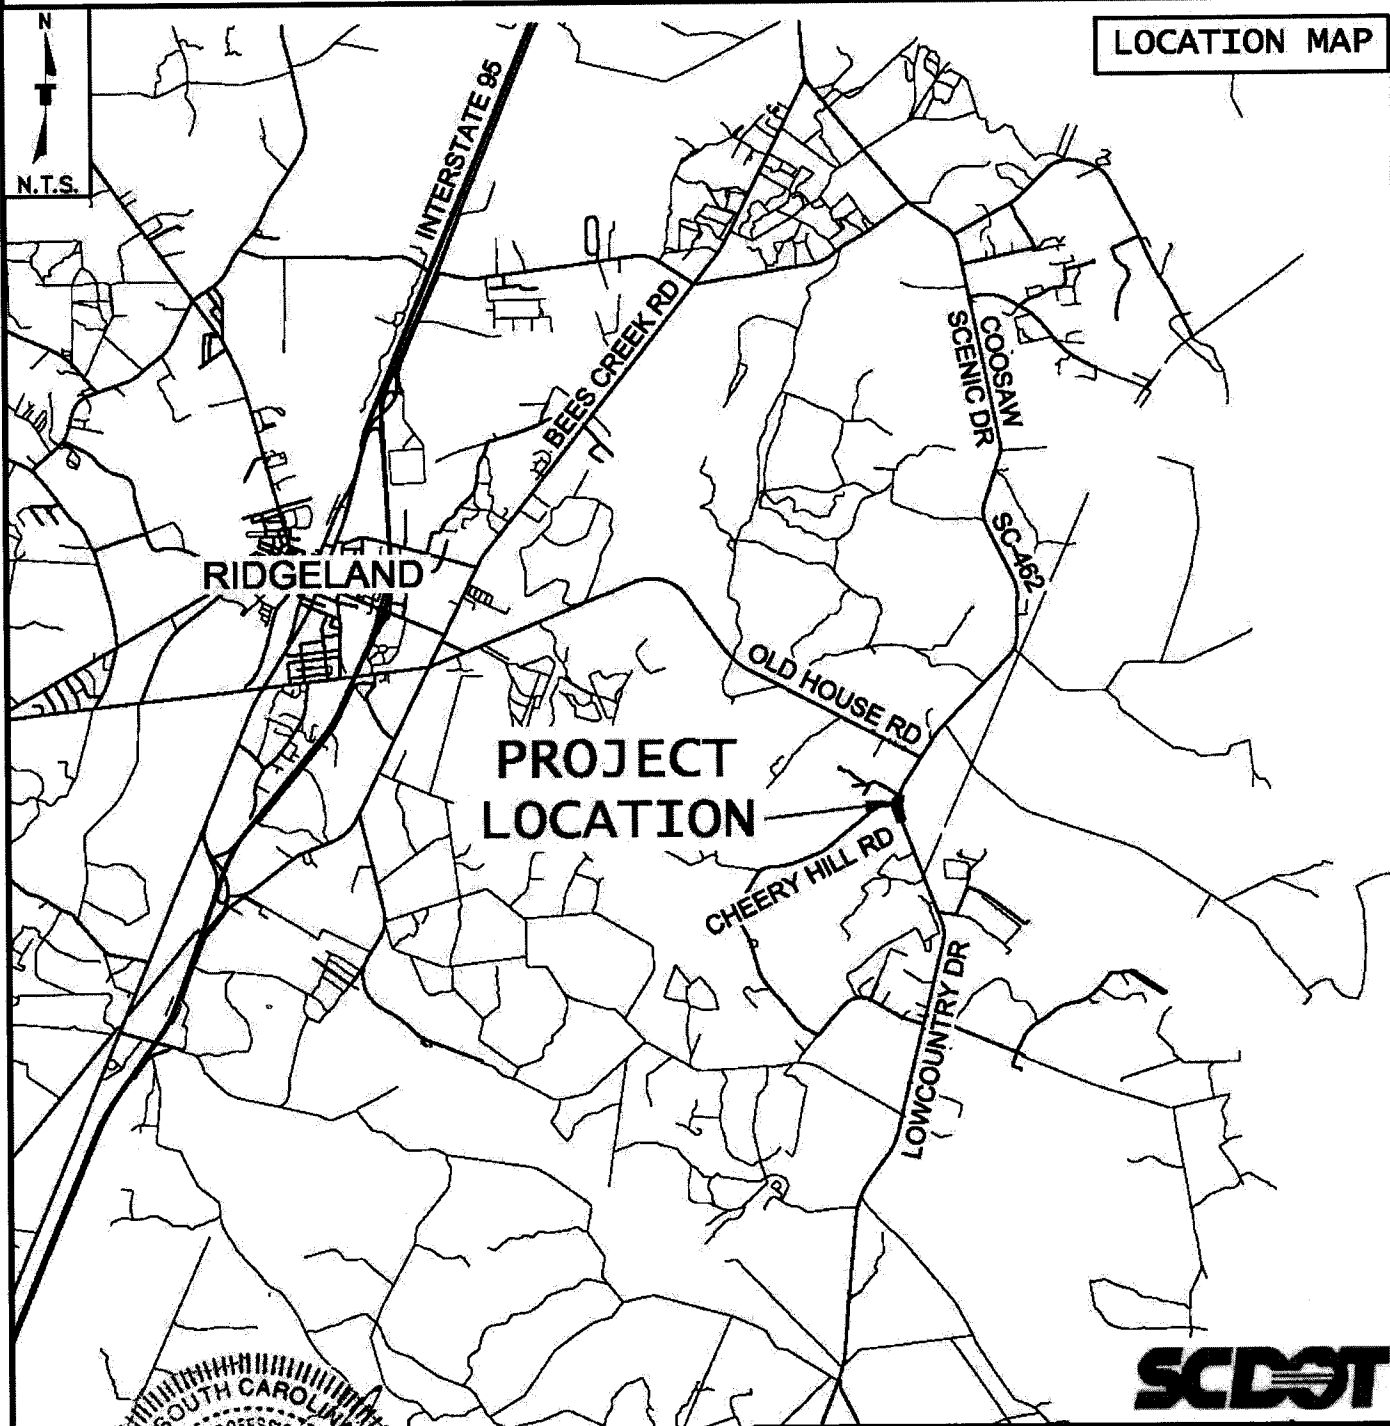 N
N.T.S.
LOCATION MAP
INTERSTATE 95
BEES CREEK RD
COOSAW
SCENIC DR
SC-462
RIDGELAND
OLD HOUSE RD
PROJECT
LOCATION
CHEERY HILL RD
LOWCOUNTRY DR
SCDOT
SOUTH CAROLINA